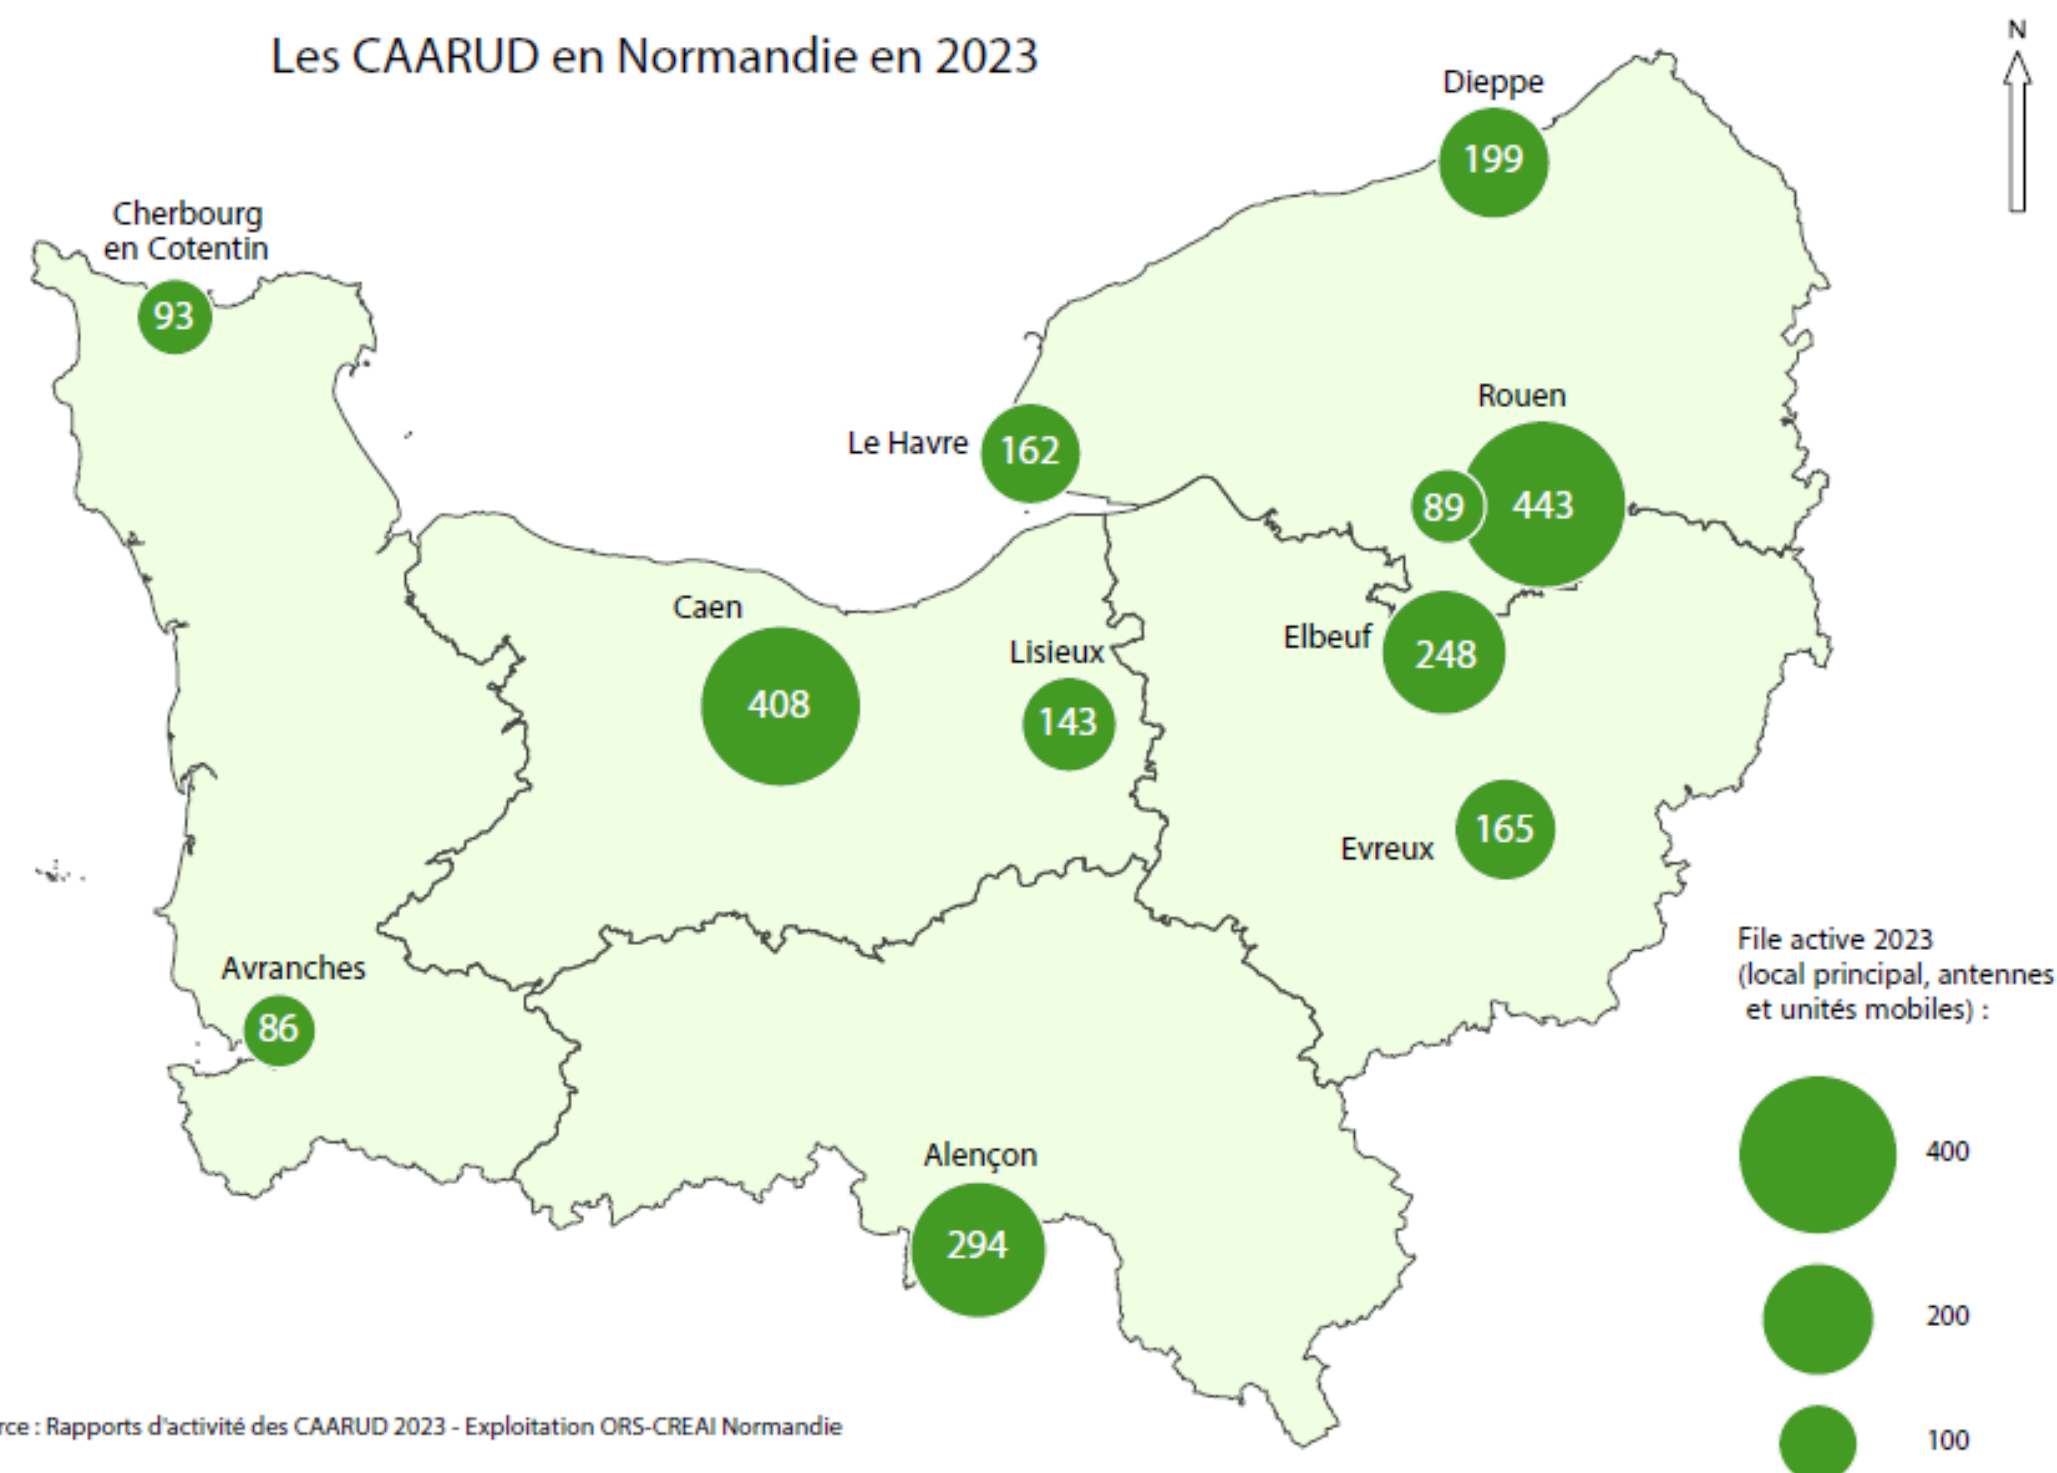 Les CAARUD en Normandie en 2023
N
Dieppe
199
Cherbourg
en Cotentin
93
Rouen
Le Havre
162
89
443
Caen
408
Lisieux
143
Elbeuf
248
Evreux
165
Avranches
86
Alençon
294
File active 2023
(local principal, antennes
et unités mobiles) :
400
200
100
: Rapports d'activité des CAARUD 2023 - Exploitation ORS-CREAI Normandie